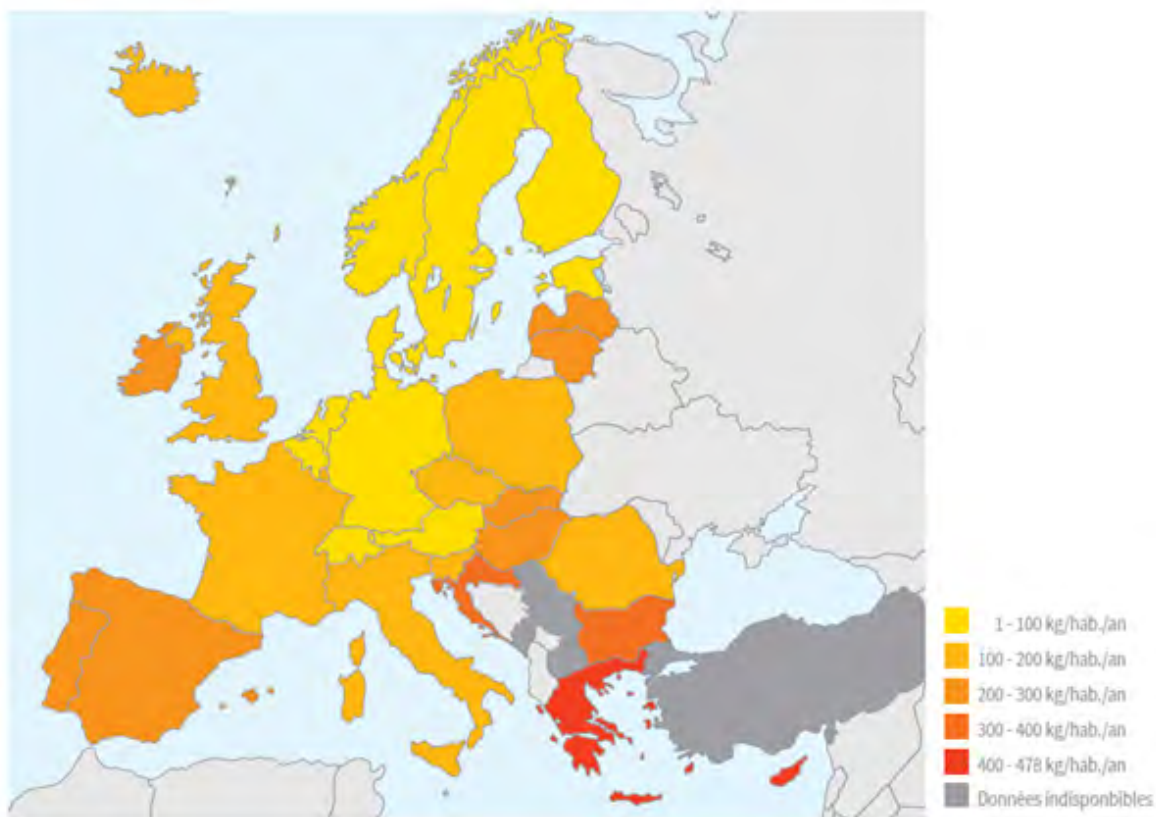 1 - 100 kg/hab./an
100 - 200 kg/hab./an
200 - 300 kg/hab./an
300 - 400 kg/hab./an
400 - 478 kg/hab./an
Données indisponbibles